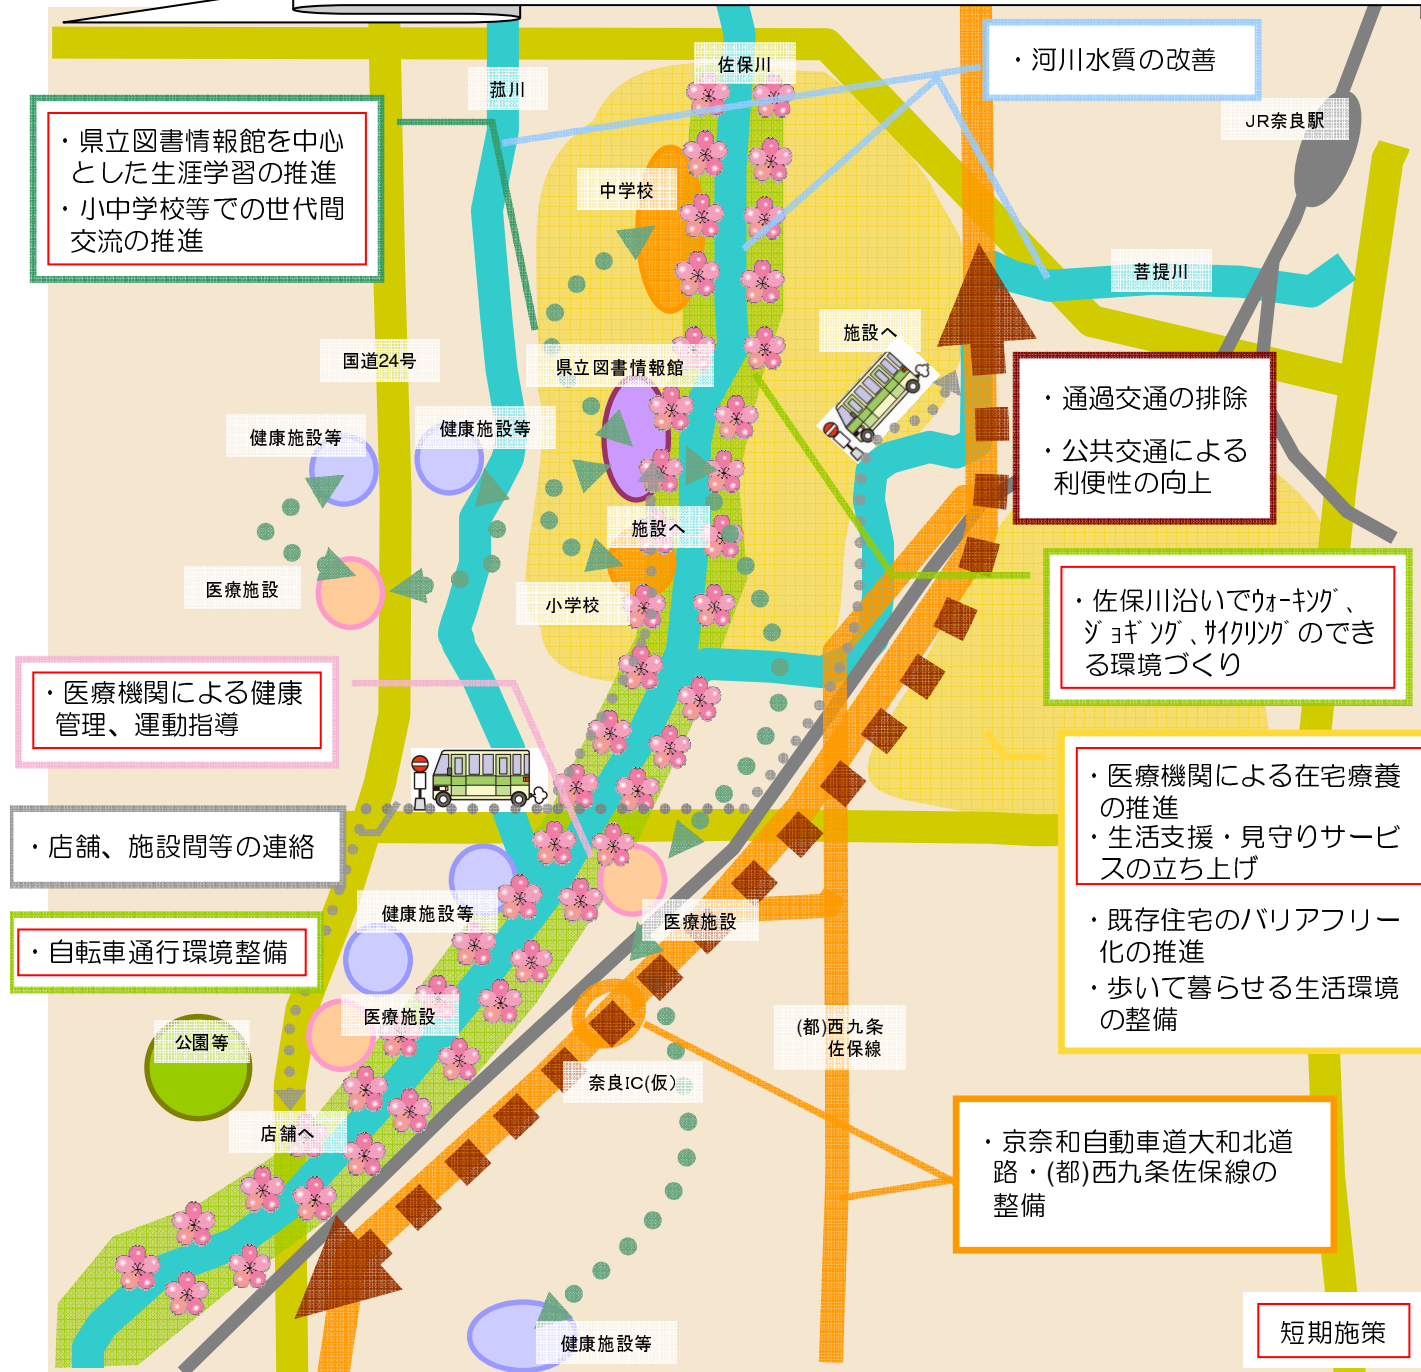 佐保川
・河川水質の改善
菰川
JR奈良駅
・県立図書情報館を中心
とした生涯学習の推進
・小中学校等での世代間
交流の推進
中学校
菩提川
施設へ
国道24号
県立図書情報館
・通過交通の排除
・公共交通による
利便性の向上
健康施設等
健康施設等
施設へ
医療施設
小学校
・佐保川沿いでウォーキング、
ジョギング、サイクリングのでき
る環境づくり
・医療機関による健康
管理、運動指導
・医療機関による在宅療養
の推進
・生活支援・見守りサービ
スの立ち上げ
・既存住宅のバリアフリー
化の推進
・歩いて暮らせる生活環境
の整備
・店舗、施設間等の連絡
健康施設等
医療施設
・自転車通行環境整備
医療施設
公園等
(都)西九条
佐保線
奈良IC(仮)
店舗へ
・京奈和自動車道大和北道
路・(都)西九条佐保線の
整備
健康施設等
短期施策